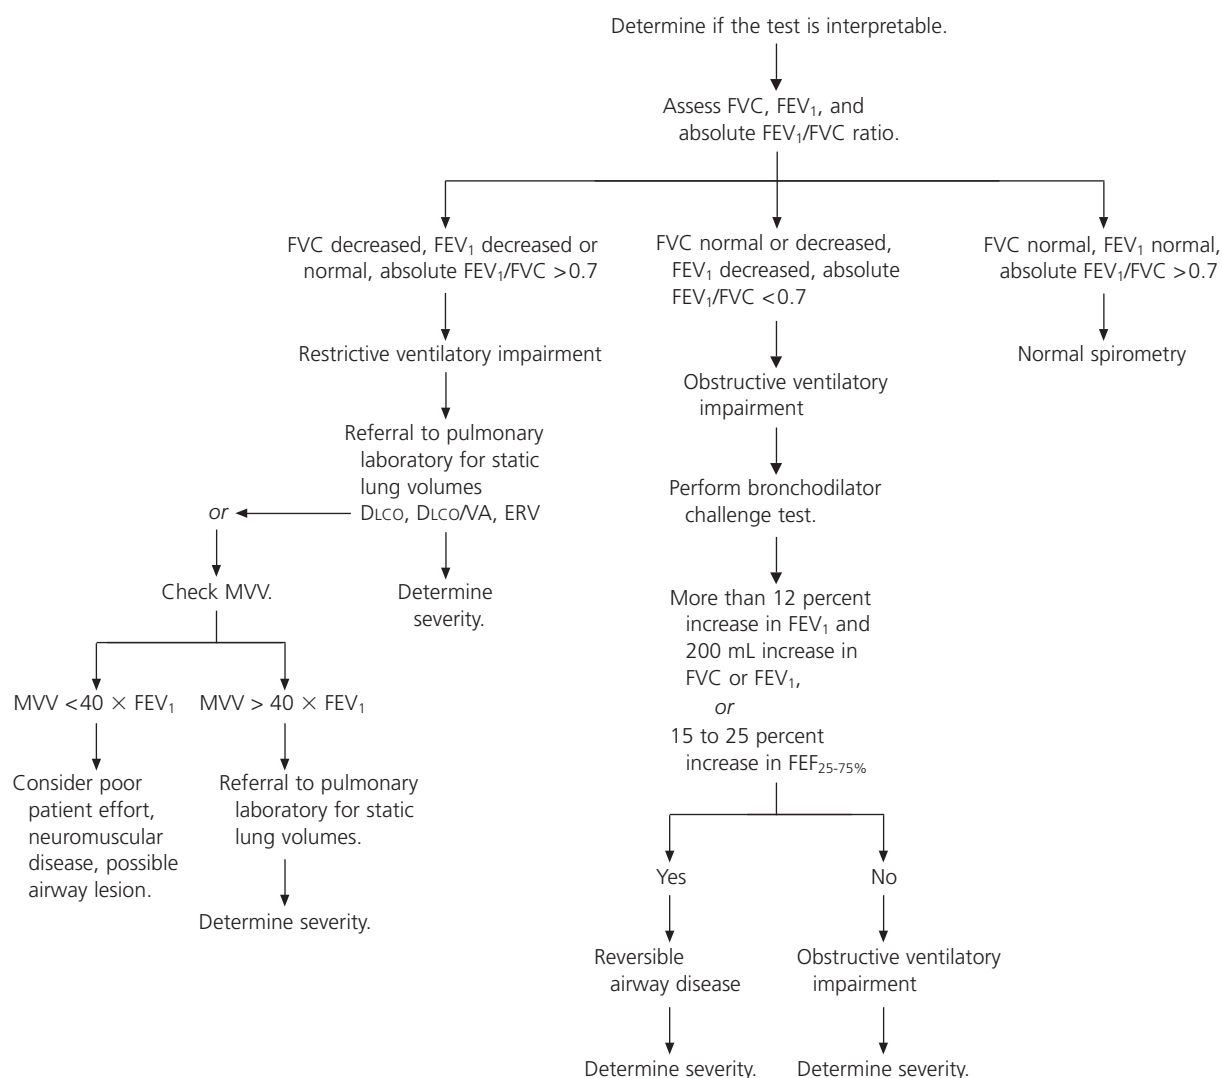 Determine if the test is interpretable.
Assess FVC, FEV₁, and
absolute FEV₁/FVC ratio.
FVC decreased, FEV₁ decreased or
normal, absolute FEV₁/FVC >0.7
Restrictive ventilatory impairment
Referral to pulmonary
laboratory for static
lung volumes
DLCO, DLCO/VA, ERV
or
Determine
severity.
Check MVV.
MVV <40 × FEV₁
Consider poor
patient effort,
neuromuscular
disease, possible
airway lesion.
MVV > 40 × FEV₁
Referral to pulmonary
laboratory for static
lung volumes.
Determine severity.
FVC normal or decreased,
FEV₁ decreased, absolute
FEV₁/FVC <0.7
Obstructive ventilatory
impairment
Perform bronchodilator
challenge test.
More than 12 percent
increase in FEV₁ and
200 mL increase in
FVC or FEV₁,
or
15 to 25 percent
increase in FEF₂₅₋₇₅%
Yes
Reversible
airway disease
Determine severity.
No
Obstructive ventilatory
impairment
Determine severity.
FVC normal, FEV₁ normal,
absolute FEV₁/FVC >0.7
Normal spirometry